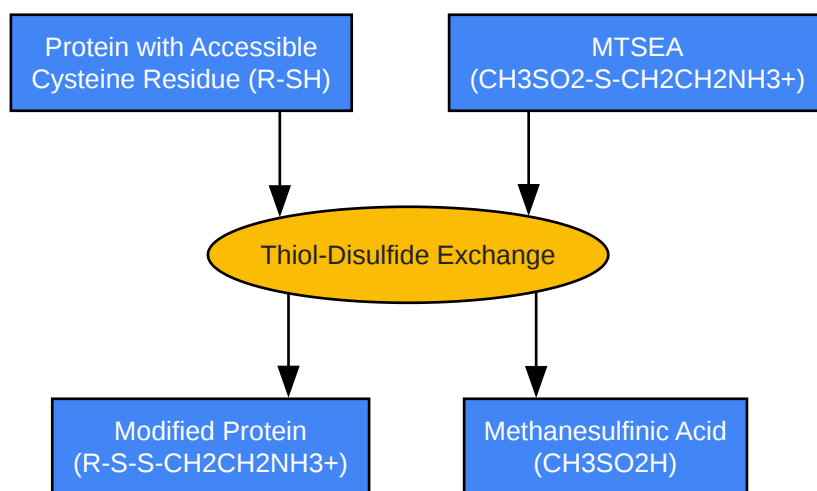 Protein with Accessible
Cysteine Residue (R-SH)
MTSEA
(CH3SO2-S-CH2CH2NH3+)
Thiol-Disulfide Exchange
Modified Protein
(R-S-S-CH2CH2NH3+)
Methanesulfinic Acid
(CH3SO2H)